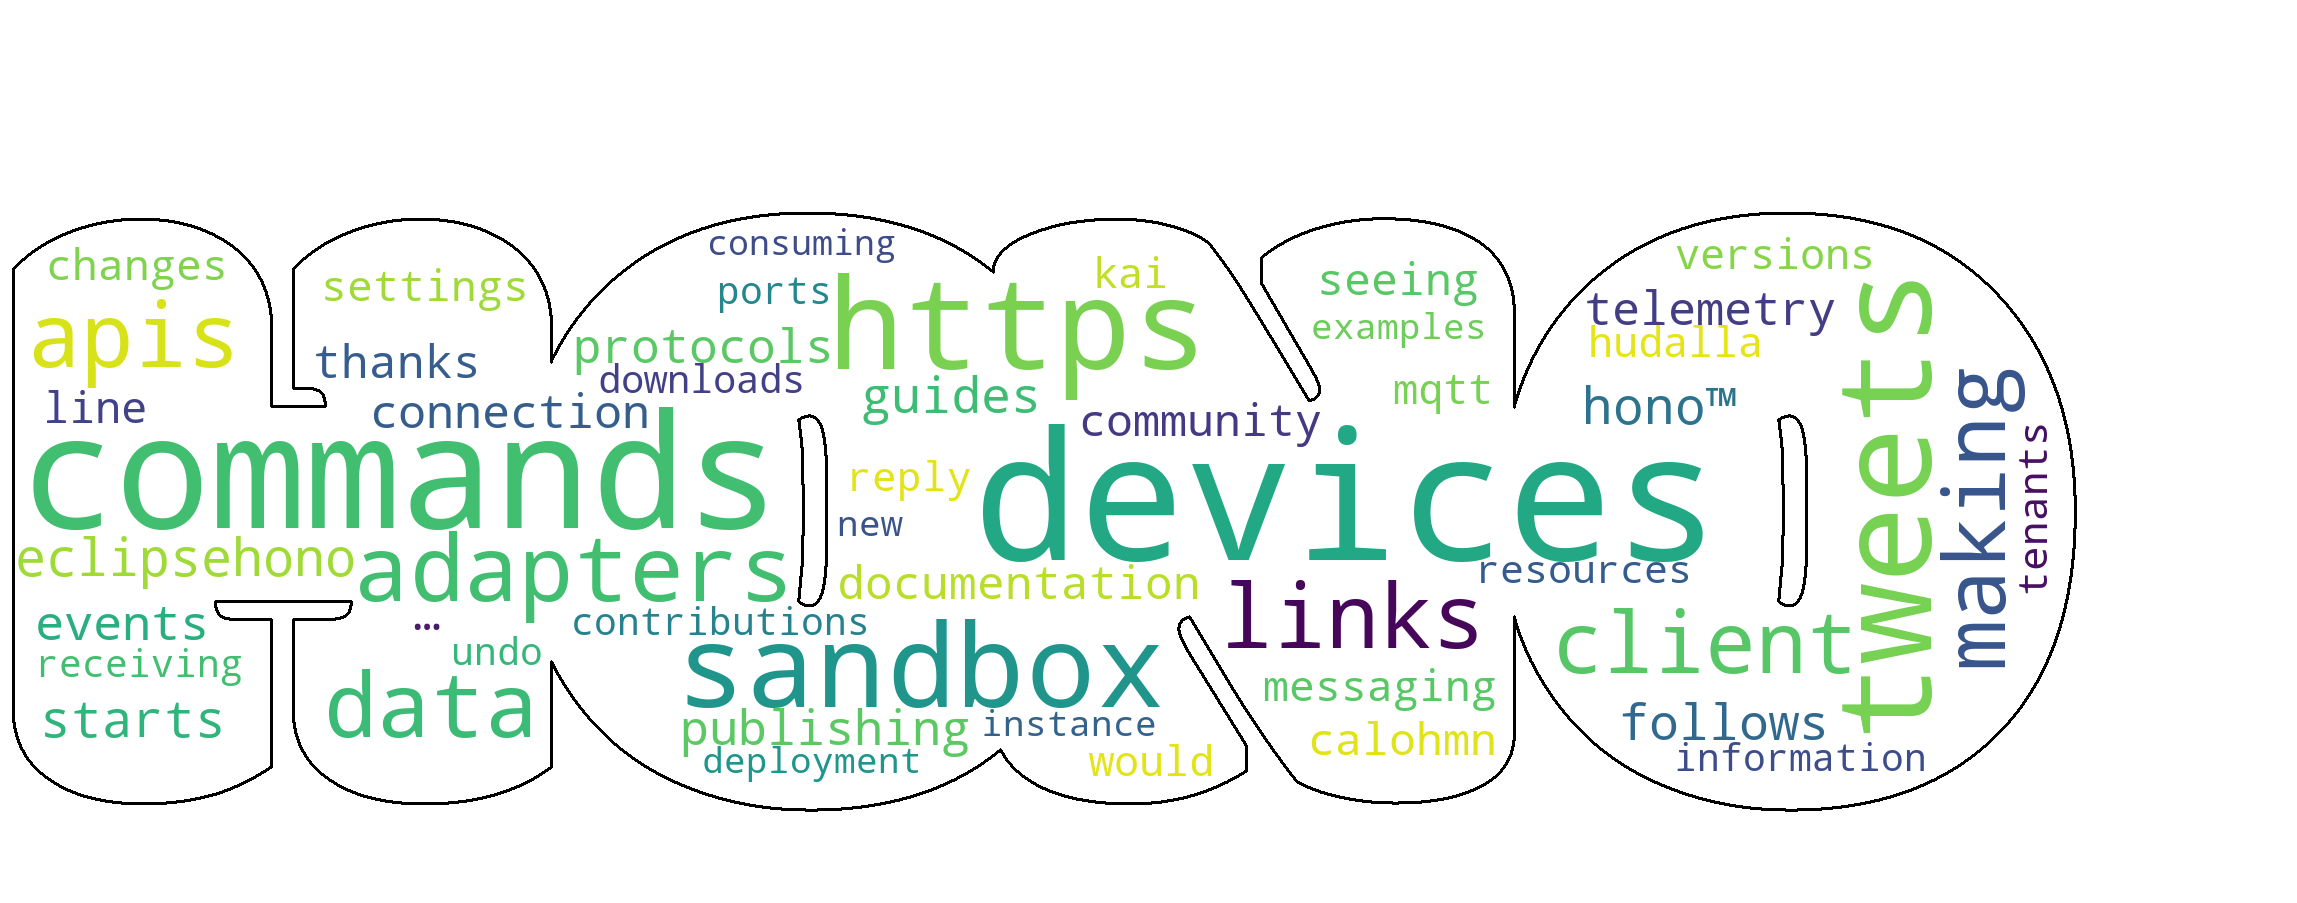 changes
apis
line
settings
thanks
connection
commands
eclipsehono
adapters
events
receiving
starts
…
undo
data
consuming
ports
protocols
downloads
https
kai
guides
community
reply
new
devices
documentation
contributions
sandbox
publishing
instance
deployment
would
seeing
examples
mqtt
resources
links
messaging
calohmn
versions
telemetry
hudalla
hono™
client
follows
information
tweets
making
tenants